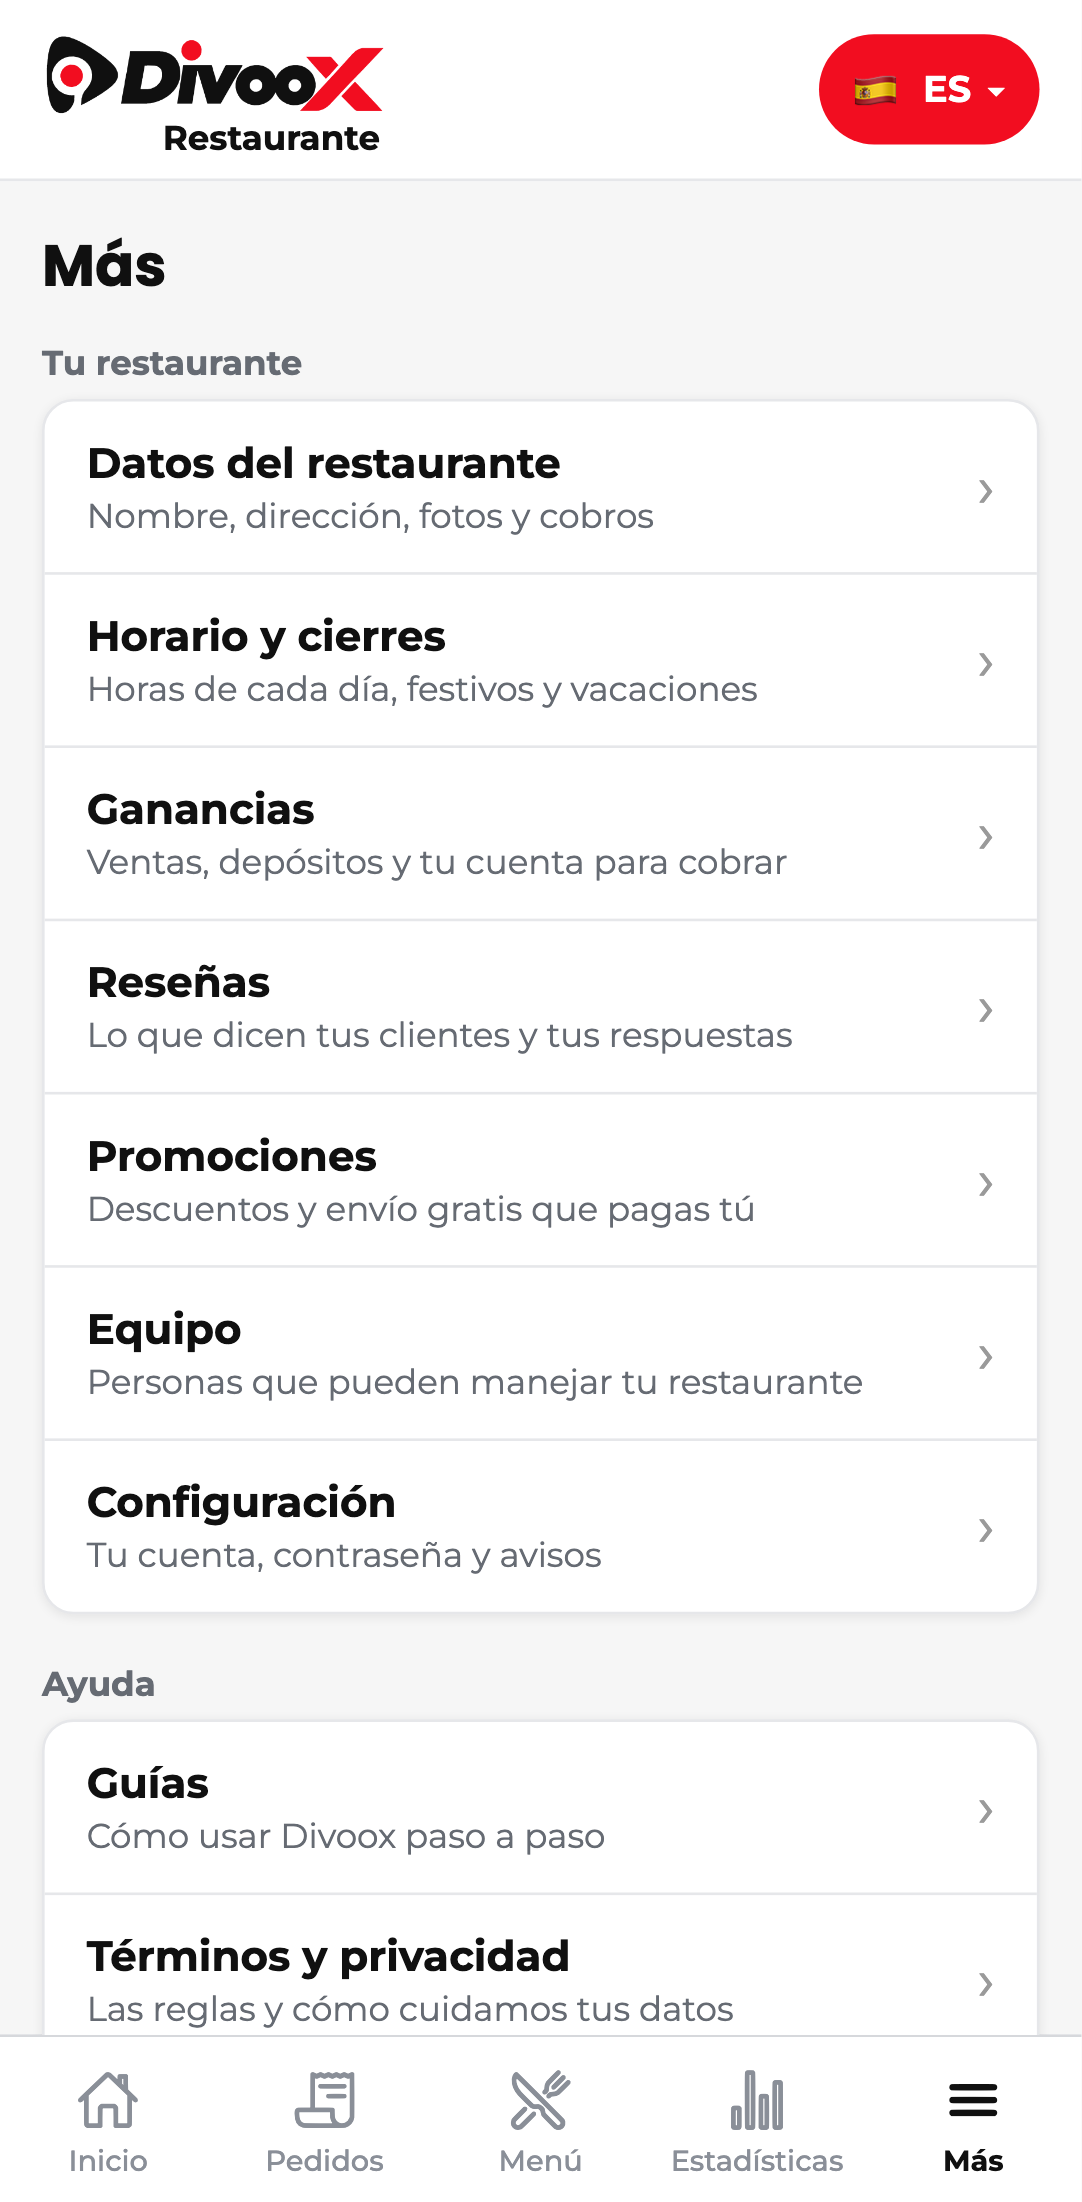 Divoox
Restaurante
ES
Más
Tu restaurante
Datos del restaurante
Nombre, dirección, fotos y cobros
Horario y cierres
Horas de cada día, festivos y vacaciones
Ganancias
Ventas, depósitos y tu cuenta para cobrar
Reseñas
Lo que dicen tus clientes y tus respuestas
Promociones
Descuentos y envío gratis que pagas tú
Equipo
Personas que pueden manejar tu restaurante
Configuración
Tu cuenta, contraseña y avisos
Ayuda
Guías
Cómo usar Divoox paso a paso
Términos y privacidad
Las reglas y cómo cuidamos tus datos
Inicio
Pedidos
Menú
Estadísticas
Más